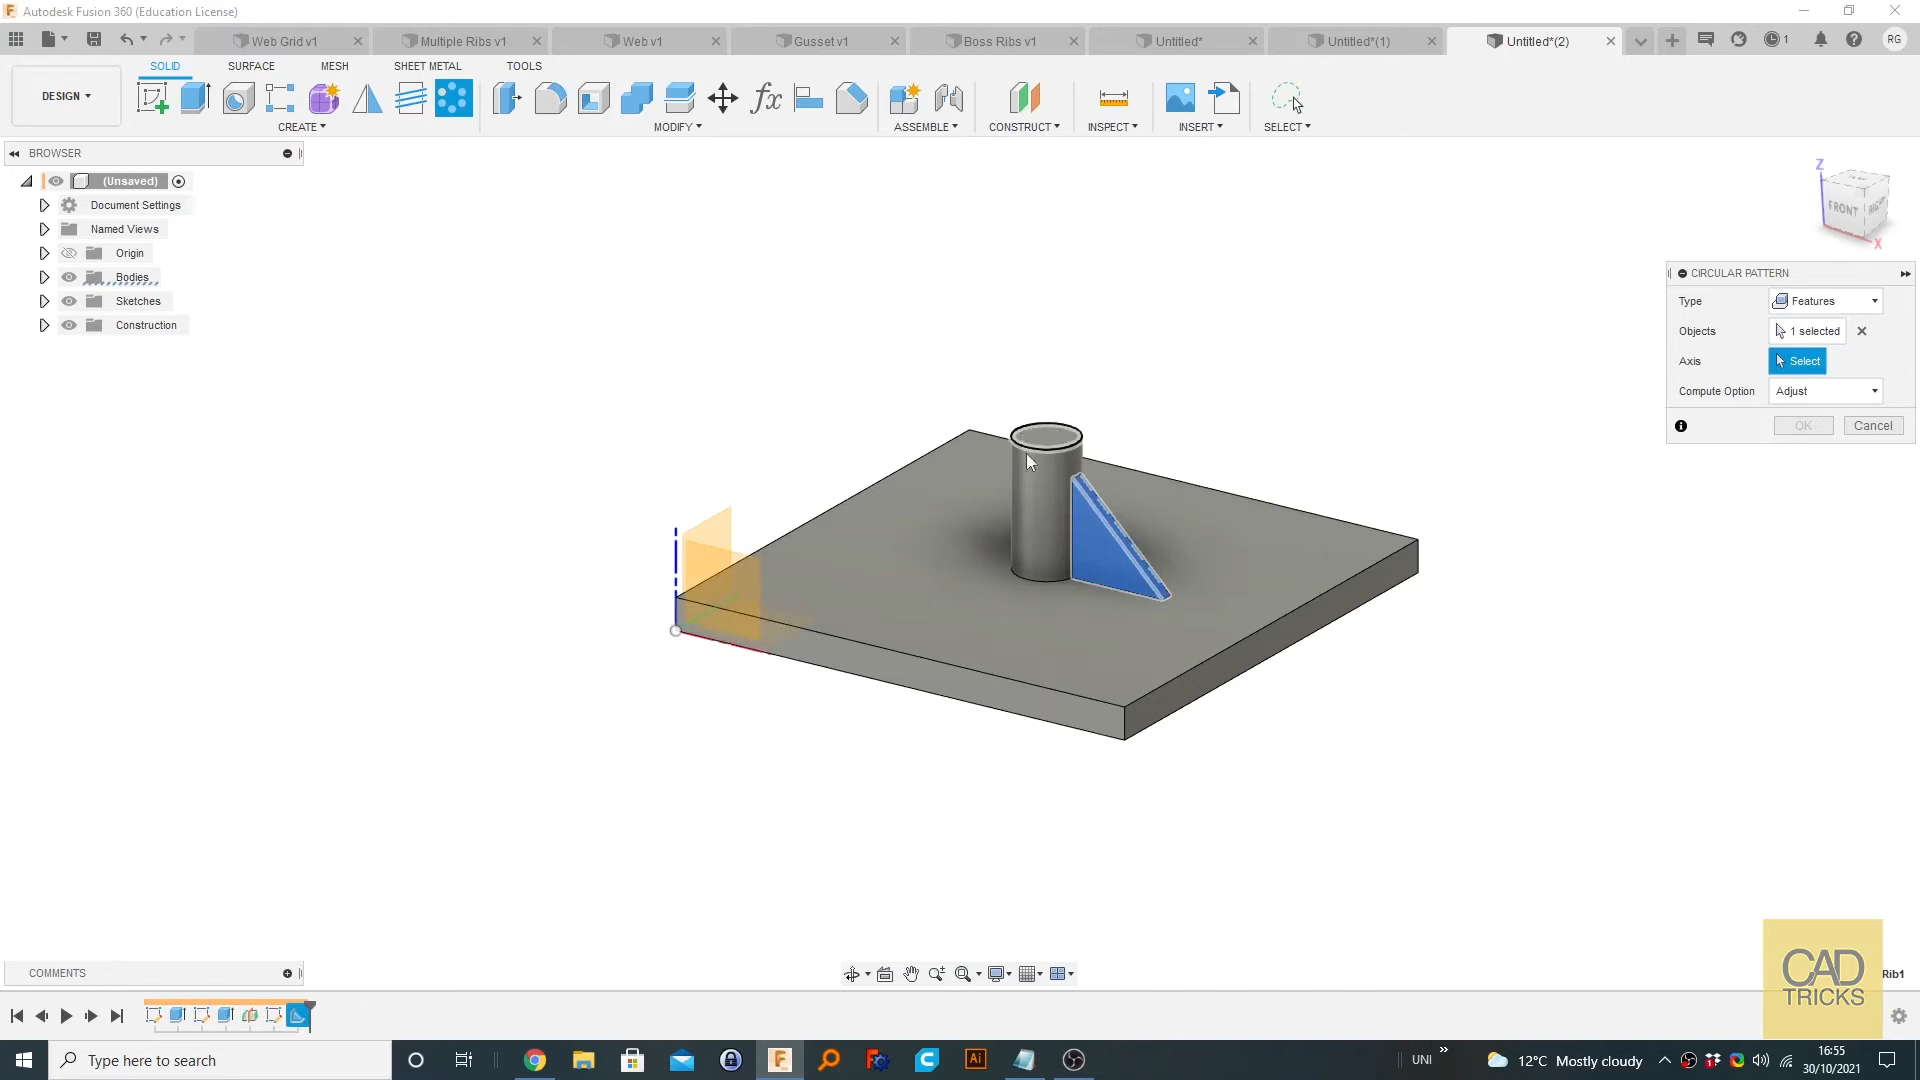 Autodesk Fusion 360 (Education License)
Web Grid v1
Multiple Ribs v1
Web v1
Gusset v1
Boss Ribs v1
Untitled*
Untitled*(1)
Untitled*(2)
1
RG
DESIGN
SOLID
SURFACE
MESH
SHEET METAL
TOOLS
CREATE
MODIFY
ASSEMBLE
CONSTRUCT
INSPECT
INSERT
SELECT
BROWSER
(Unsaved)
Document Settings
Named Views
Origin
Bodies
Sketches
Construction
Z
FRONT
RIGHT
X
CIRCULAR PATTERN
Type
Features
Objects
1 selected
Axis
Select
Compute Option
Adjust
OK
Cancel
COMMENTS
CAD
TRICKS
Rib1
Type here to search
Ai
UNI
12°C Mostly cloudy
16:55
30/10/2021